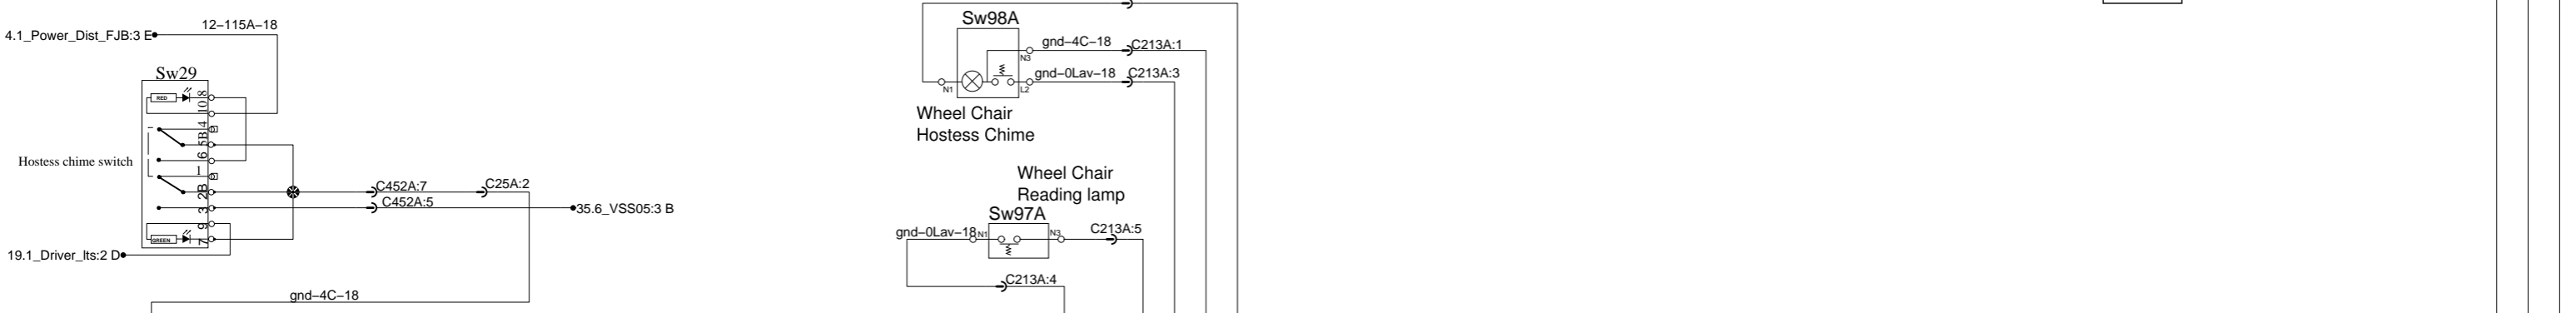 12−115A−18
4.1_Power_Dist_FJB:3 E
Sw29
RED
8
10
4
5B
6
1
2B
3
9
7
GREEN
Hostess chime switch
C452A:7
C25A:2
C452A:5
35.6_VSS05:3 B
19.1_Driver_lts:2 D
gnd−4C−18
Sw98A
gnd−4C−18
C213A:1
N3
gnd−0Lav−18
C213A:3
N1
L2
Wheel Chair
Hostess Chime
Wheel Chair
Reading lamp
Sw97A
gnd−0Lav−18
N1
N3
C213A:5
C213A:4